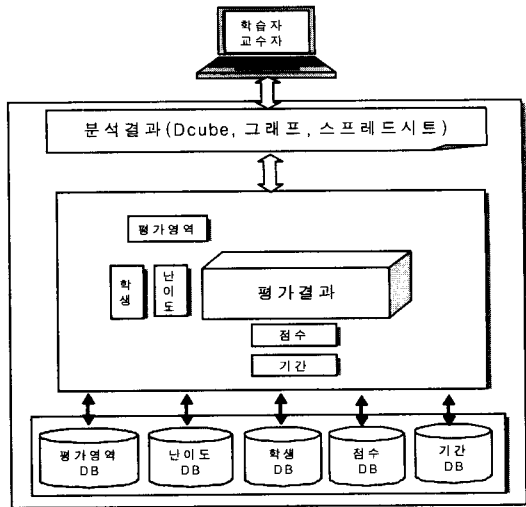 학습자
교수자
분석결과(Dcube, 그래프, 스프레드시트)
평가영역
학생
난이도
평가결과
점수
기간
평가영역
DB
난이도
DB
학생
DB
점수
DB
기간
DB